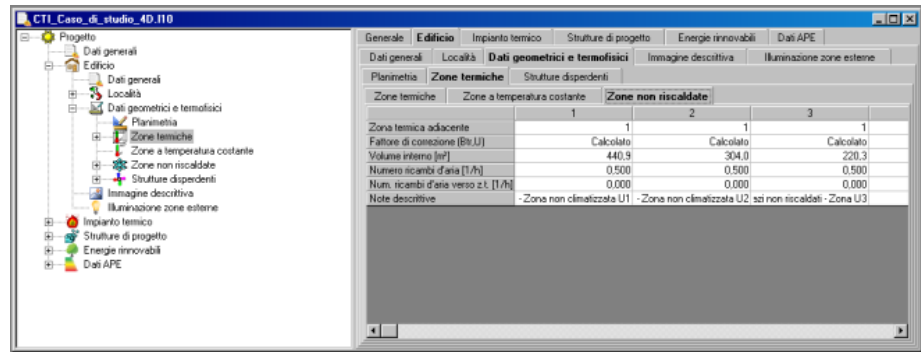 CTI_Caso_di_studio_4D.I10
Progetto
Dati generali
Edificio
Dati generali
Località
Dati geometrici e termofisici
Planimetria
Zone termiche
Zone a temperatura costante
Zone non riscaldate
Strutture disperdenti
Immagine descrittiva
Illuminazione zone esterne
Impianto termico
Strutture di progetto
Energie rinnovabili
Dati APE
Generale Edificio Impianto termico Strutture di progetto Energie rinnovabili Dati APE
Dati generali Località Dati geometrici e termofisici Immagine descrittiva Illuminazione zone esterne
Planimetria Zone termiche Strutture disperdenti
Zone termiche Zone a temperatura costante Zone non riscaldate
1 2 3
Zona termica adiacente 1 1 1
Fattore di correzione (Btr,U) Calcolato Calcolato Calcolato
Volume interno [m³] 440,9 304,0 220,3
Numero ricambi d'aria [1/h] 0,500 0,500 0,500
Num. ricambi d'aria verso z.t. [1/h] 0,000 0,000 0,000
Note descrittive - Zona non climatizzata U1 - Zona non climatizzata U2 szi non riscaldati - Zona U3